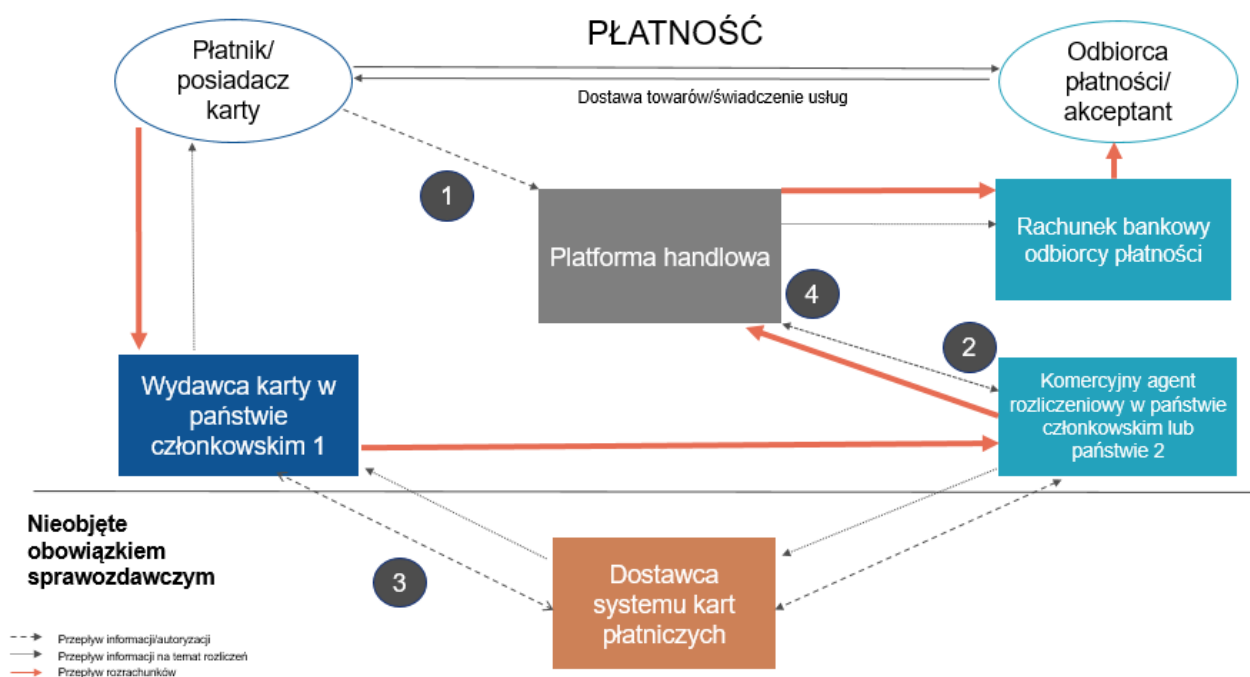 PŁATNOŚĆ
Płatnik/
posiadacz
karty
Odbiorca
płatności/
akceptant
Dostawa towarów/świadczenie usług
1
Platforma handlowa
Rachunek bankowy
odbiorcy płatności
4
2
Wydawca karty w
państwie
członkowskim 1
Komercyjny agent
rozliczeniowy w państwie
członkowskim lub
państwie 2
Nieobjęte
obowiązkiem
sprawozdawczym
3
Dostawca
systemu kart
płatniczych
Przepływ informacji/autoryzacji
Przepływ informacji na temat rozliczeń
Przepływ rozrachunków